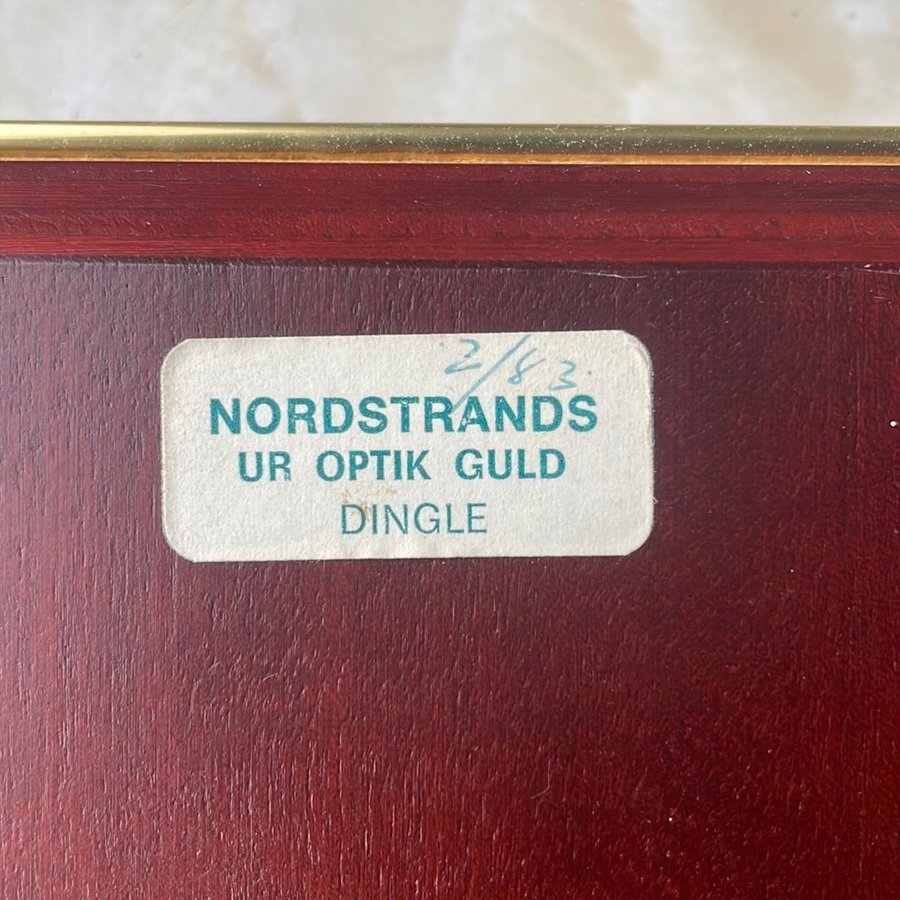 2/83
NORDSTRANDS
UR OPTIK GULD
DINGLE